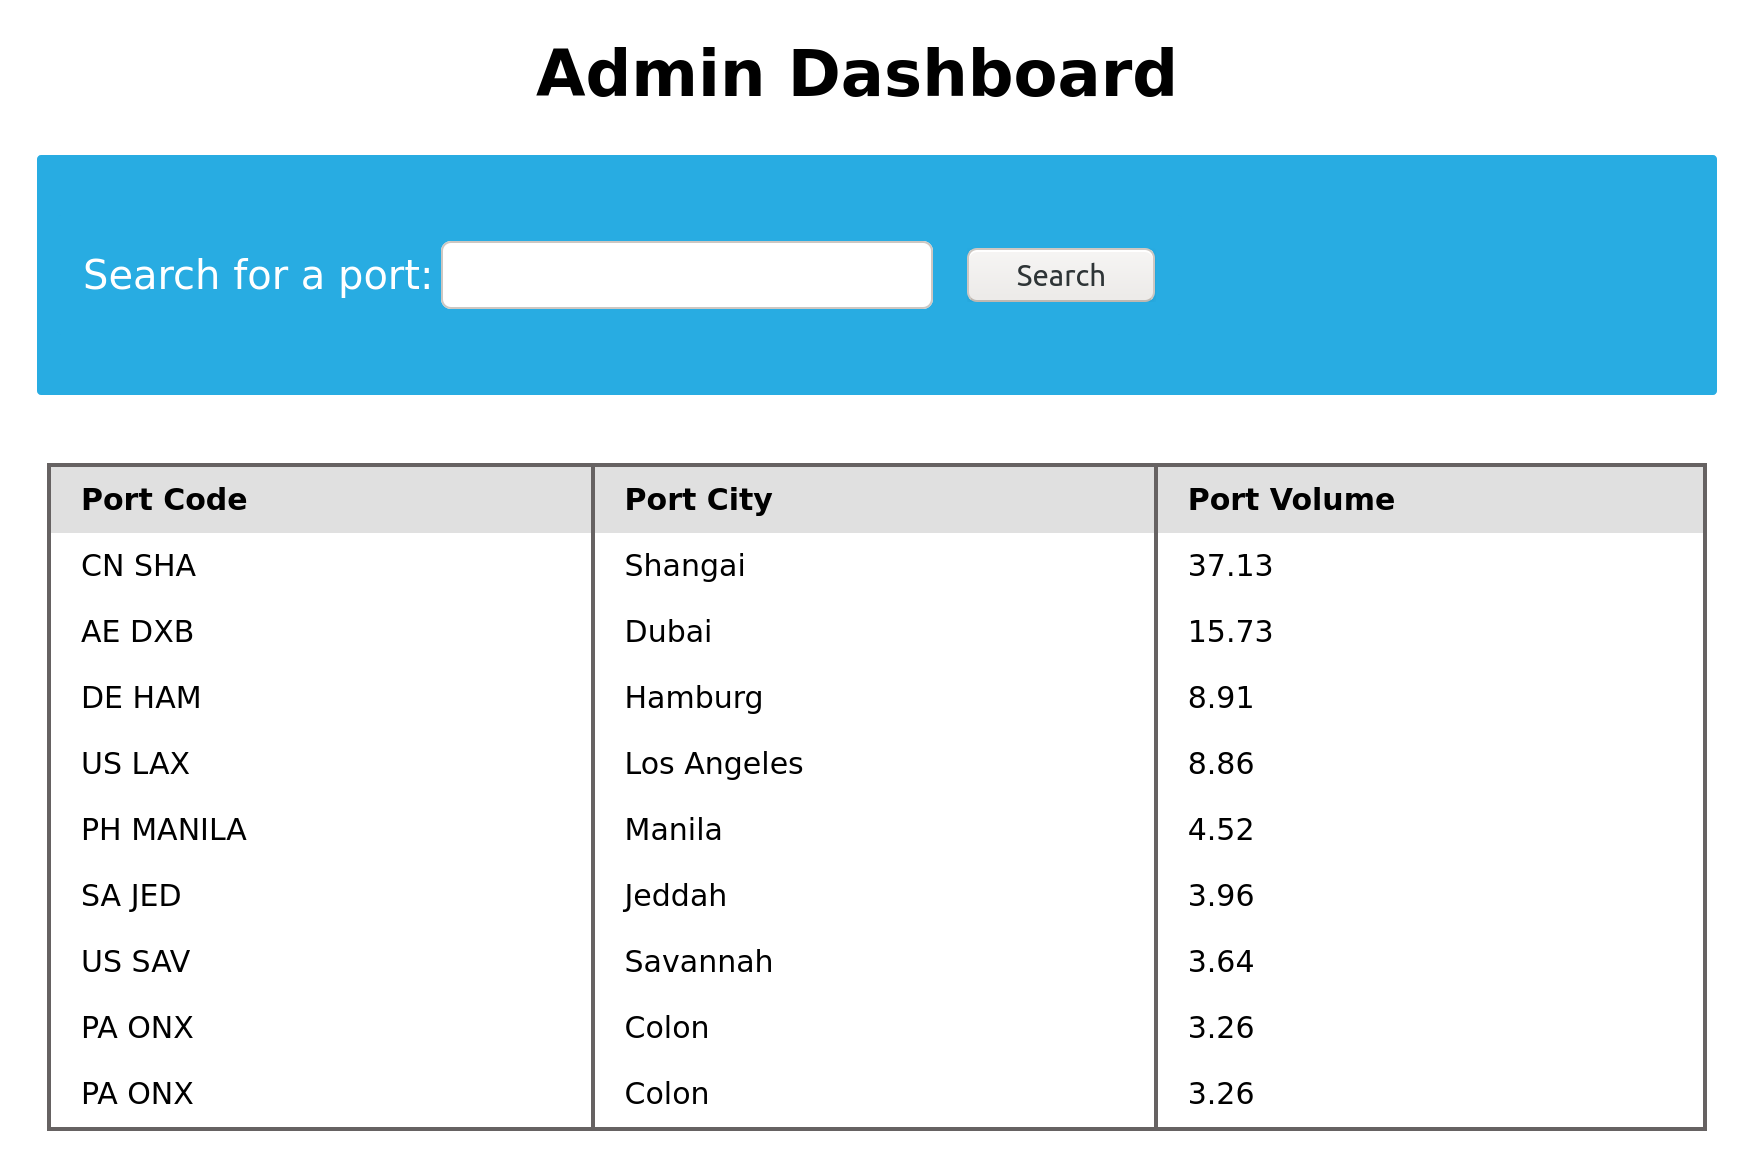 Admin Dashboard
Search for a port: Search
Port Code Port City Port Volume
CN SHA Shangai 37.13
AE DXB Dubai 15.73
DE HAM Hamburg 8.91
US LAX Los Angeles 8.86
PH MANILA Manila 4.52
SA JED Jeddah 3.96
US SAV Savannah 3.64
PA ONX Colon 3.26
PA ONX Colon 3.26